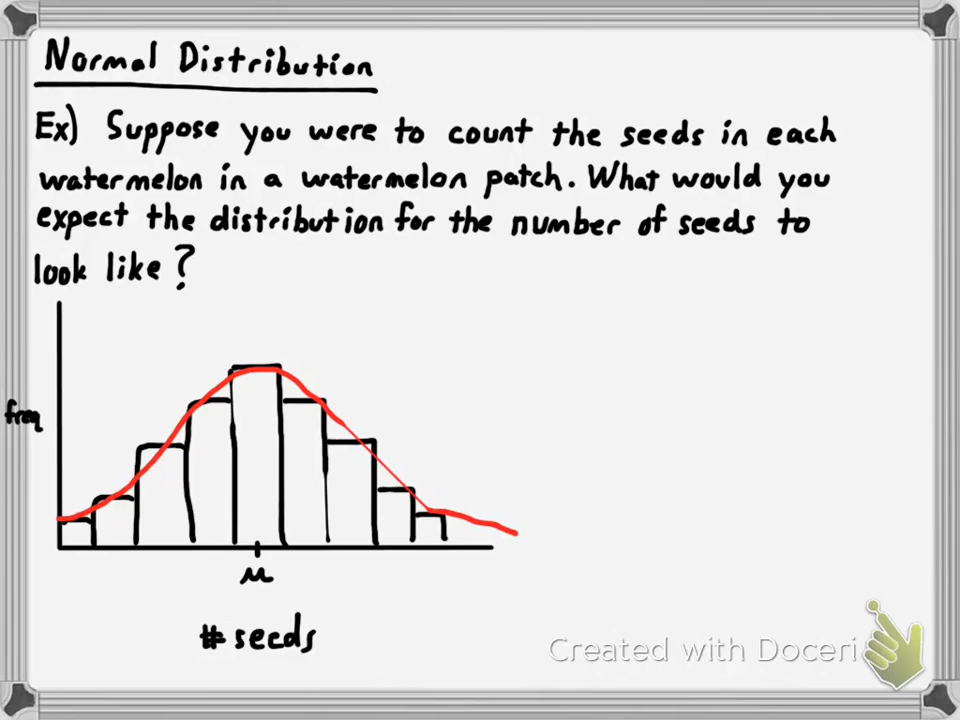 Normal Distribution
Ex) Suppose you were to count the seeds in each
watermelon in a watermelon patch. What would you
expect the distribution for the number of seeds to
look like?
freq
μ
# seeds
Created with Doceri